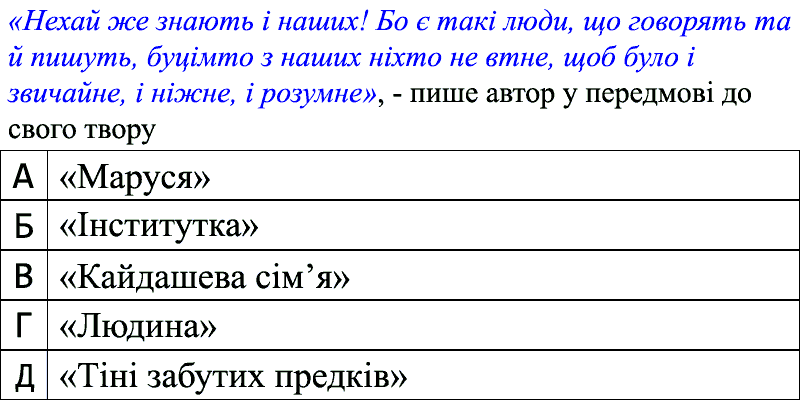 «Нехай же знають і наших! Бо є такі люди, що говорять та
й пишуть, буцімто з наших ніхто не втне, щоб було і
звичайне, і ніжне, і розумне», - пише автор у передмові до
свого твору
А «Маруся»
Б «Інститутка»
В «Кайдашева сім’я»
Г «Людина»
Д «Тіні забутих предків»